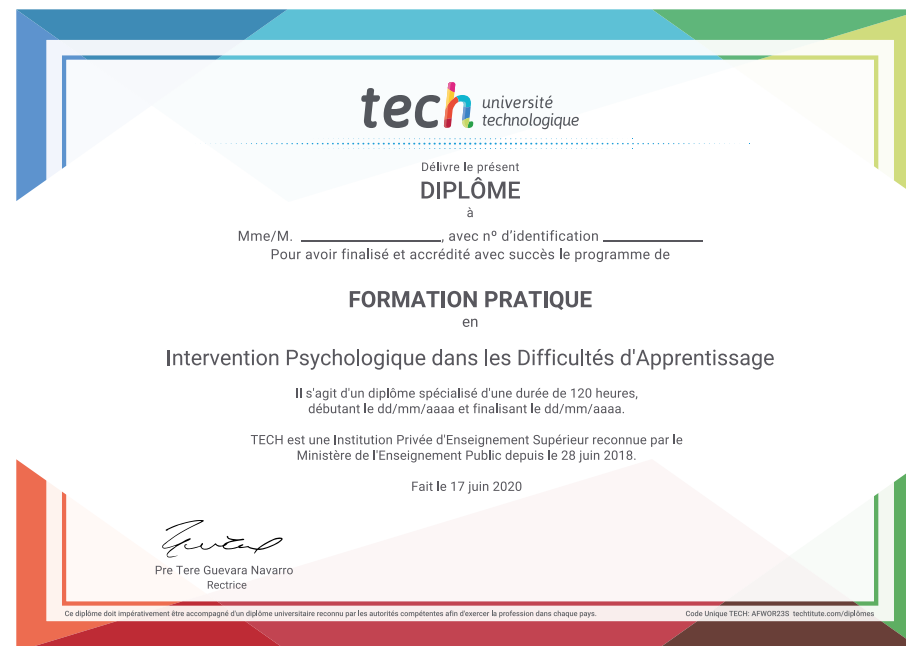 tech université
technologique
Délivre le présent
DIPLÔME
à
Mme/M. ____________________, avec nº d'identification ______________
Pour avoir finalisé et accrédité avec succès le programme de
FORMATION PRATIQUE
en
Intervention Psychologique dans les Difficultés d'Apprentissage
Il s'agit d'un diplôme spécialisé d'une durée de 120 heures,
débutant le dd/mm/aaaa et finalisant le dd/mm/aaaa.
TECH est une Institution Privée d'Enseignement Supérieur reconnue par le
Ministère de l'Enseignement Public depuis le 28 juin 2018.
Fait le 17 juin 2020
Pre Tere Guevara Navarro
Rectrice
Ce diplôme doit impérativement être accompagné d'un diplôme universitaire reconnu par les autorités compétentes afin d'exercer la profession dans chaque pays.
Code Unique TECH: AFWOR23S techtitute.com/diplômes